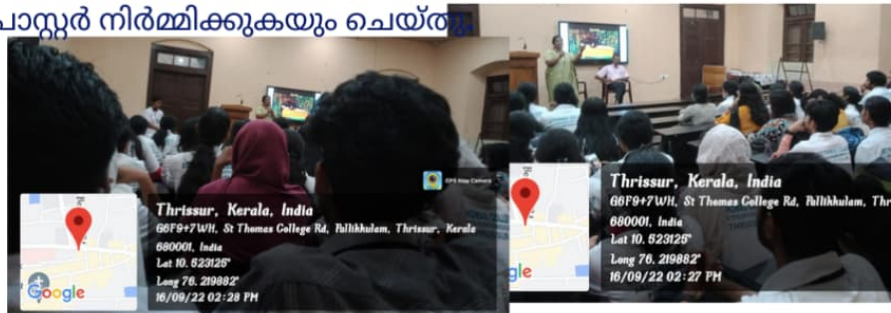 പോസ്റ്റർ നിർമ്മിക്കുകയും ചെയ്തു.
GPS Map Camera
Thrissur, Kerala, India
G6F9+7WH, St Thomas College Rd, Pallikkulam, Thrissur, Kerala
680001, India
Lat 10.523125°
Long 76.219882°
16/09/22 02:28 PM
Google
Thrissur, Kerala, India
G6F9+7WH, St Thomas College Rd, Pallikkulam, Thr
680001, India
Lat 10.523125°
Long 76.219882°
16/09/22 02:27 PM
gle